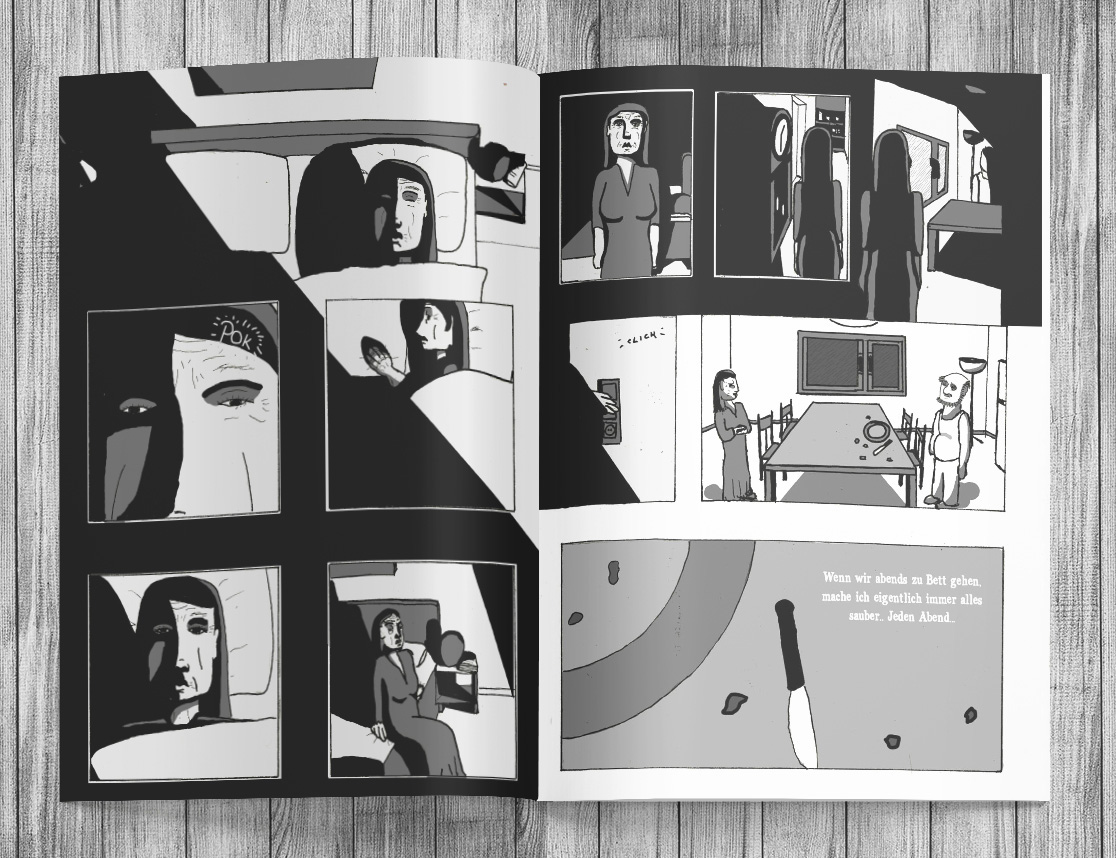 Pok
CLICK
Wenn wir abends zu Bett gehen,
mache ich eigentlich immer alles
sauber.. Jeden Abend...